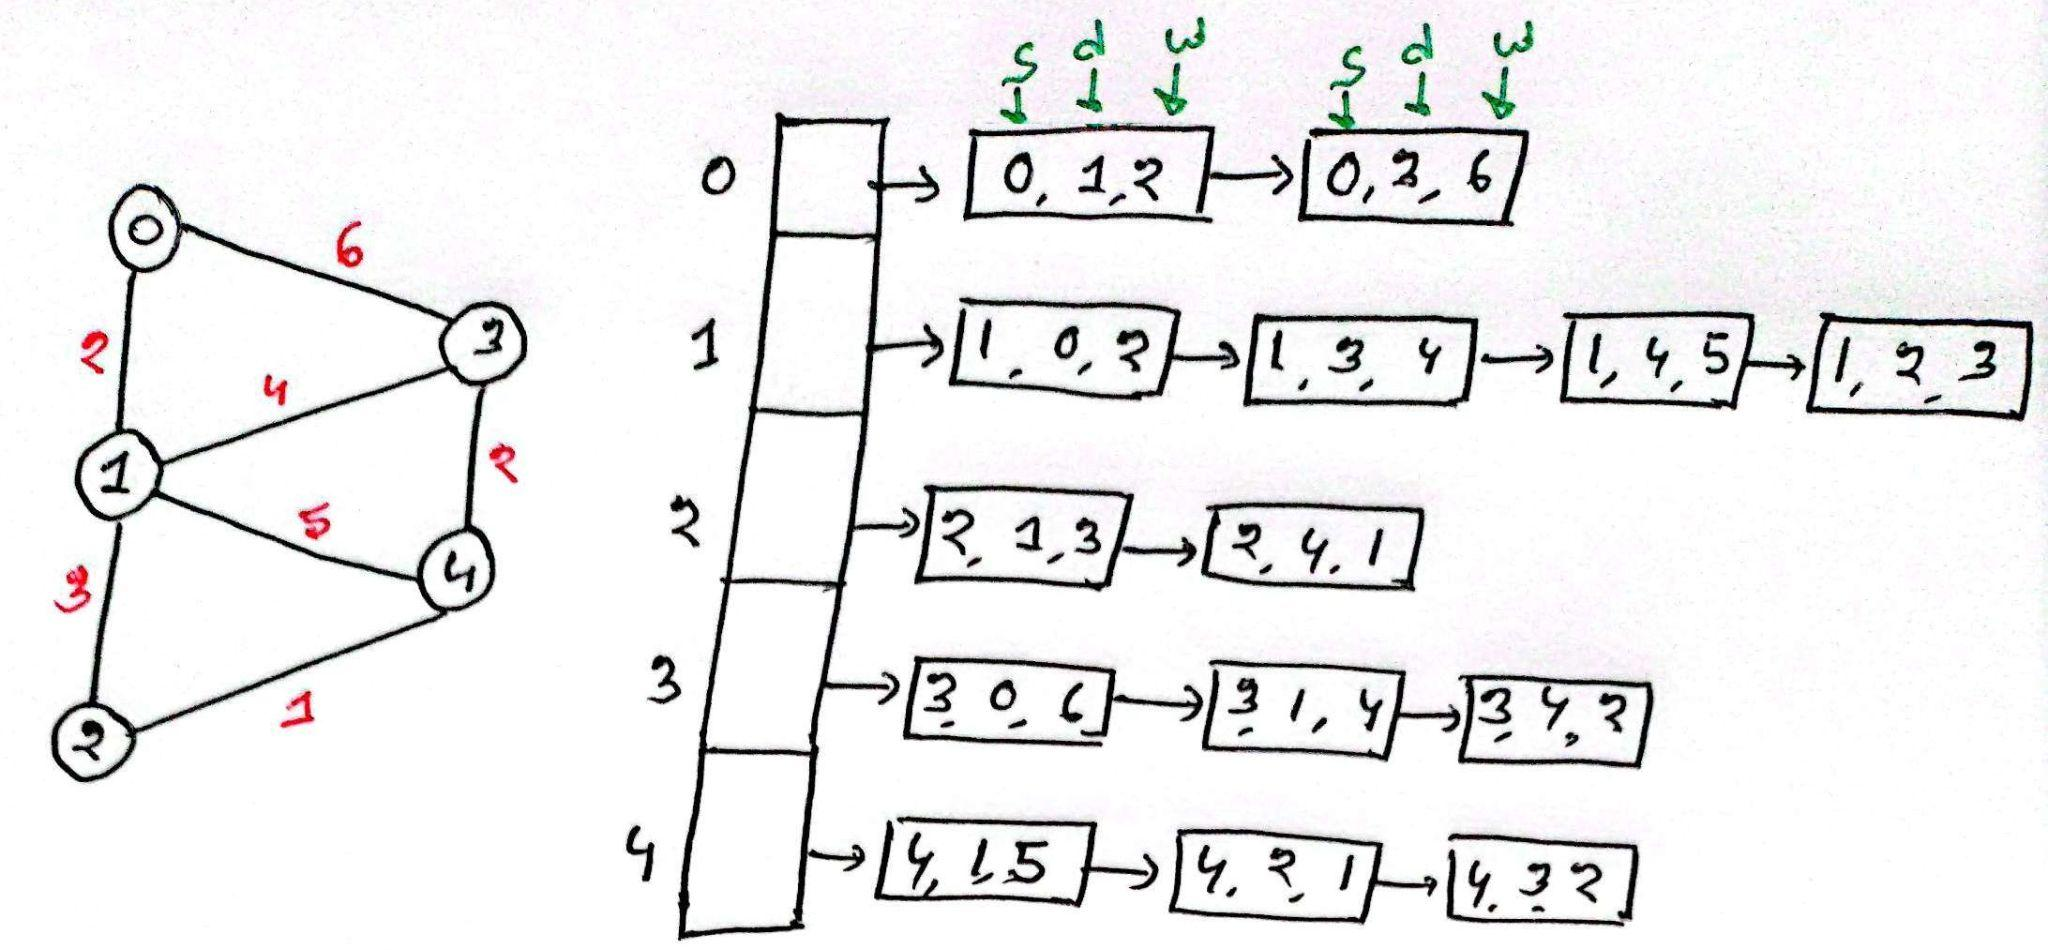 s d w s d w
0 0, 1, 2 0, 3, 6
0
6
3
2
4
1 1, 0, 2 1, 3, 4 1, 4, 5 1, 2, 3
1
2
5
4
3
2 2, 1, 3 2, 4, 1
2
1
3 3, 0, 6 3, 1, 4 3, 4, 2
4 4, 1, 5 4, 2, 1 4, 3 2